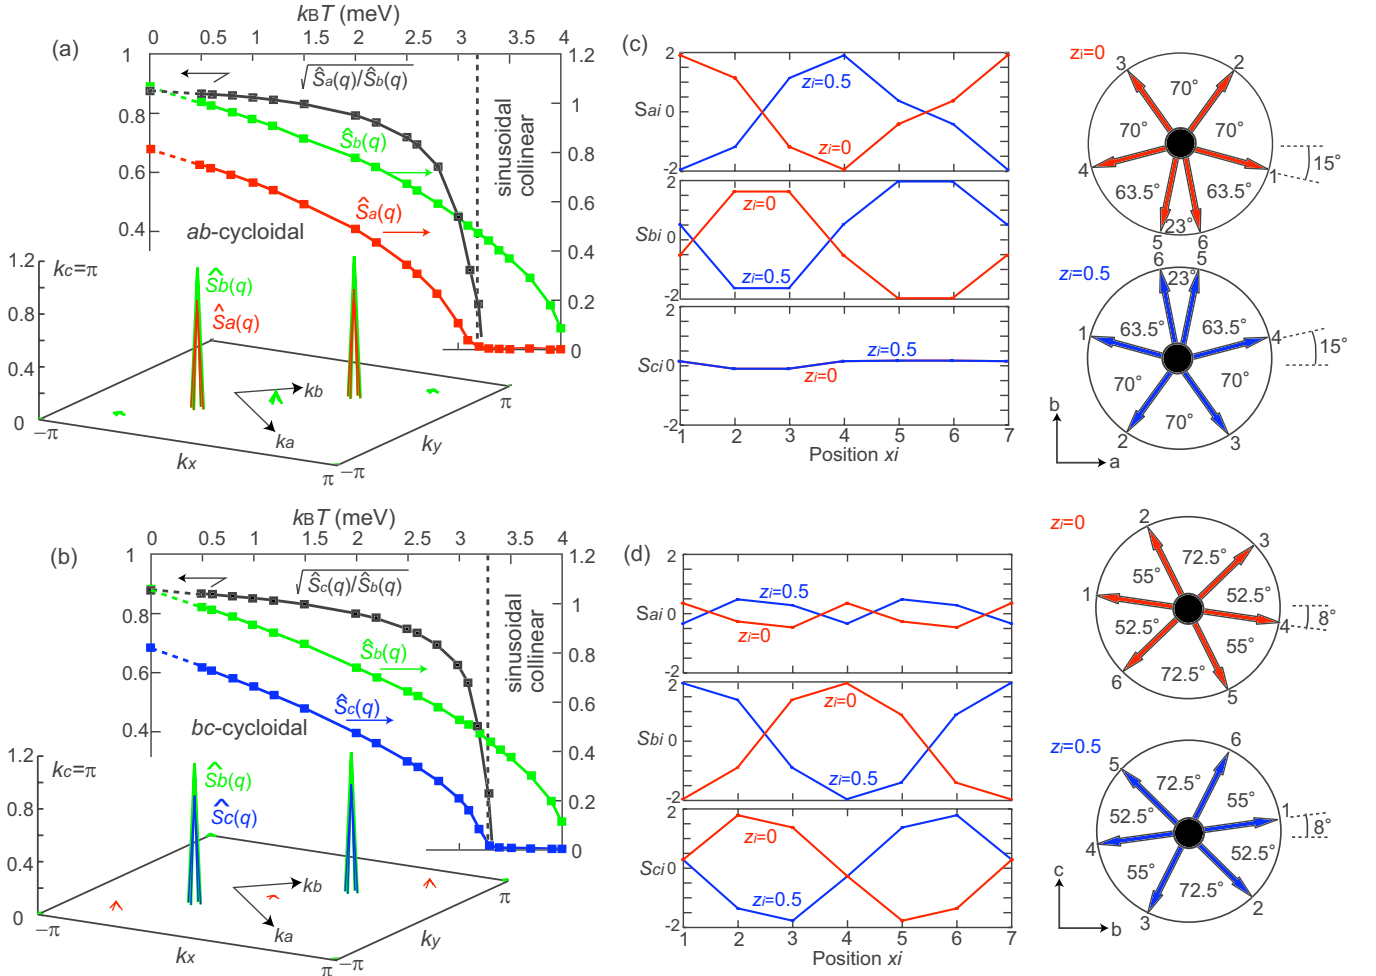 (a)
kBT (meV)
0 0.5 1 1.5 2 2.5 3 3.5 4
1
0.8
0.6
0.4
1.2
1
0.8
0.6
0.4
0.2
0
√Ŝa(q)/Ŝb(q)
Ŝb(q)
Ŝa(q)
sinusoidal
collinear
ab-cycloidal
kc=π
1.2
1
0.8
0.6
0.4
0
Ŝb(q)
Ŝa(q)
kb
ka
−π
kx
π
−π
ky
π
(b)
kBT (meV)
0 0.5 1 1.5 2 2.5 3 3.5 4
1
0.8
0.6
0.4
1.2
1
0.8
0.6
0.4
0.2
0
√Ŝc(q)/Ŝb(q)
Ŝb(q)
Ŝc(q)
sinusoidal
collinear
bc-cycloidal
kc=π
1.2
1
0.8
0.4
0
Ŝb(q)
Ŝc(q)
kb
ka
−π
kx
π
−π
ky
π
(c)
2
Sai 0
2
zi=0.5
zi=0
2
Sbi 0
2
zi=0
zi=0.5
Sci 0
-2
zi=0.5
zi=0
1 2 3 4 5 6 7
Position xi
zi=0
3 2
70°
70° 70°
4 1
15°
63.5° 63.5°
23°
5 6
zi=0.5
6 5
23°
63.5° 63.5°
1 4
15°
70° 70°
70°
2 3
b
a
(d)
2
Sai 0
2
zi=0.5
zi=0
2
Sbi 0
2
zi=0
zi=0.5
2
Sci 0
-2
zi=0
zi=0.5
1 2 3 4 5 6 7
Position xi
zi=0
2 3
72.5°
55° 52.5°
1 4
8°
52.5° 55°
72.5°
6 5
zi=0.5
5 6
72.5°
52.5° 55°
1
8°
4
55° 52.5°
72.5°
3 2
c
b